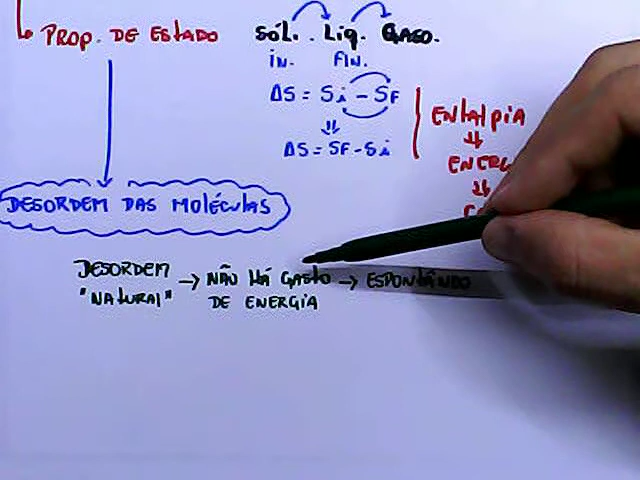 PROP. DE ESTADO
SÓLI. LIQ. GASO.
IN. FIN.
ΔS = Si - SF
ΔS = SF - Si
ENTALPIA
DESORDEM DAS MOLÉCULAS
DESORDEM → NÃO HÁ GASTO → ESPONTÂNEO
"NATURAL" DE ENERGIA